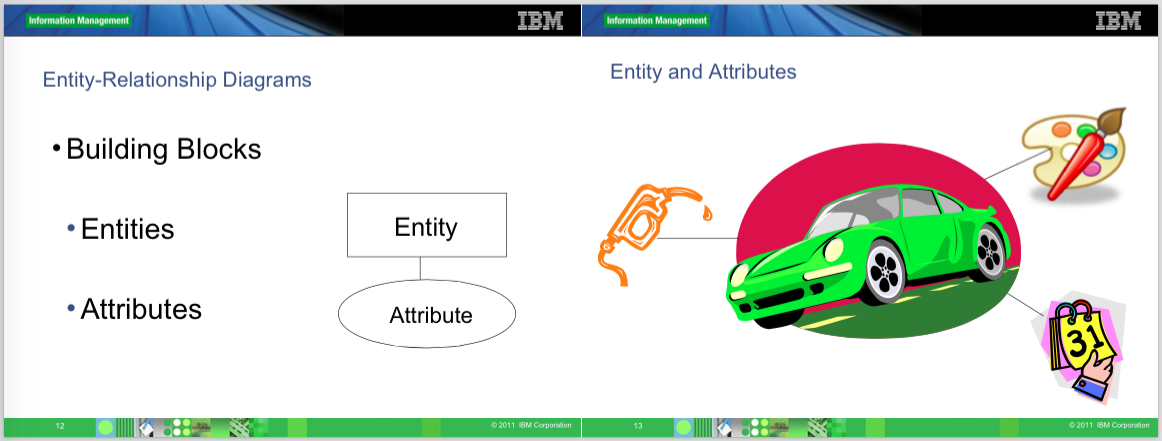 Information Management
IBM
Entity-Relationship Diagrams
• Building Blocks
• Entities
• Attributes
Entity
Attribute
12
© 2011 IBM Corporation
Information Management
IBM
Entity and Attributes
31
13
© 2011 IBM Corporation